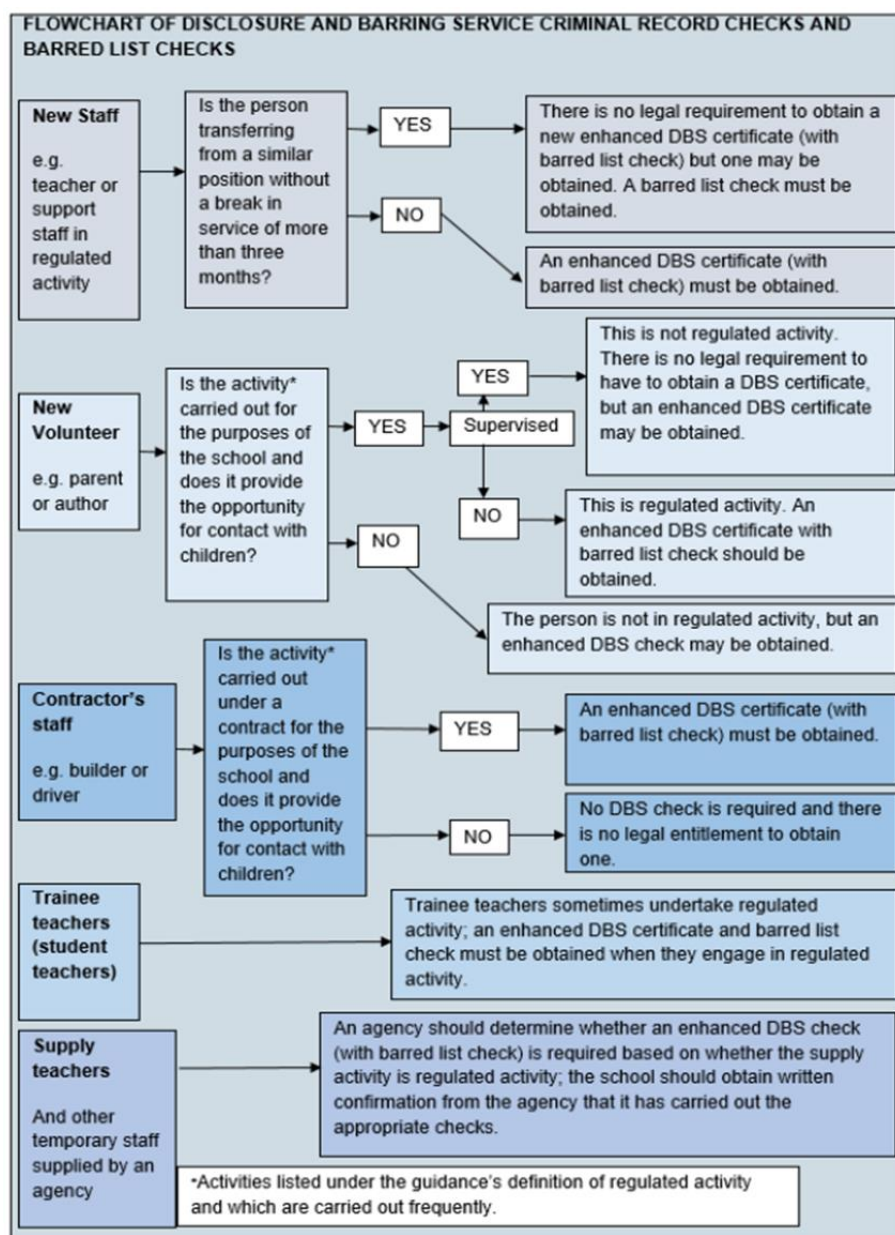 FLOWCHART OF DISCLOSURE AND BARRING SERVICE CRIMINAL RECORD CHECKS AND
BARRED LIST CHECKS
New Staff
e.g.
teacher or
support
staff in
regulated
activity
Is the person
transferring
from a similar
position without
a break in
service of more
than three
months?
YES
There is no legal requirement to obtain a
new enhanced DBS certificate (with
barred list check) but one may be
obtained. A barred list check must be
obtained.
NO
An enhanced DBS certificate (with
barred list check) must be obtained.
New
Volunteer
e.g. parent
or author
Is the activity*
carried out for
the purposes of
the school and
does it provide
the opportunity
for contact with
children?
YES
Supervised
YES
This is not regulated activity.
There is no legal requirement to
have to obtain a DBS certificate,
but an enhanced DBS certificate
may be obtained.
NO
This is regulated activity. An
enhanced DBS certificate with
barred list check should be
obtained.
NO
The person is not in regulated activity, but an
enhanced DBS check may be obtained.
Contractor's
staff
e.g. builder or
driver
Is the activity*
carried out
under a
contract for the
purposes of the
school and
does it provide
the opportunity
for contact with
children?
YES
An enhanced DBS certificate (with
barred list check) must be obtained.
NO
No DBS check is required and there
is no legal entitlement to obtain
one.
Trainee
teachers
(student
teachers)
Trainee teachers sometimes undertake regulated
activity; an enhanced DBS certificate and barred list
check must be obtained when they engage in regulated
activity.
Supply
teachers
And other
temporary staff
supplied by an
agency
An agency should determine whether an enhanced DBS check
(with barred list check) is required based on whether the supply
activity is regulated activity; the school should obtain written
confirmation from the agency that it has carried out the
appropriate checks.
*Activities listed under the guidance's definition of regulated activity
and which are carried out frequently.